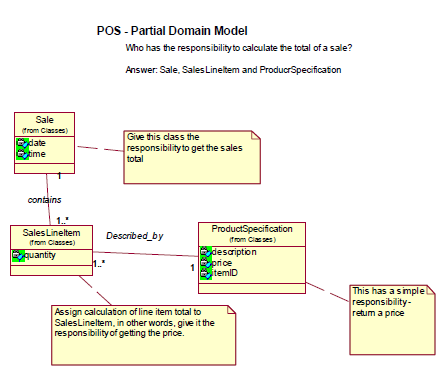 POS - Partial Domain Model
Who has the responsibility to calculate the total of a sale?
Answer: Sale, SalesLineItem and ProducrSpecification
Sale
(from Classes)
date
time
Give this class the
responsibility to get the sales
total
1
contains
1..*
SalesLineItem
(from Classes)
quantity
Described_by
1..*
1
ProductSpecification
(from Classes)
description
price
itemID
This has a simple
responsibility -
return a price
Assign calculation of line item total to
SalesLineItem, in other words, give it the
responsibility of getting the price.